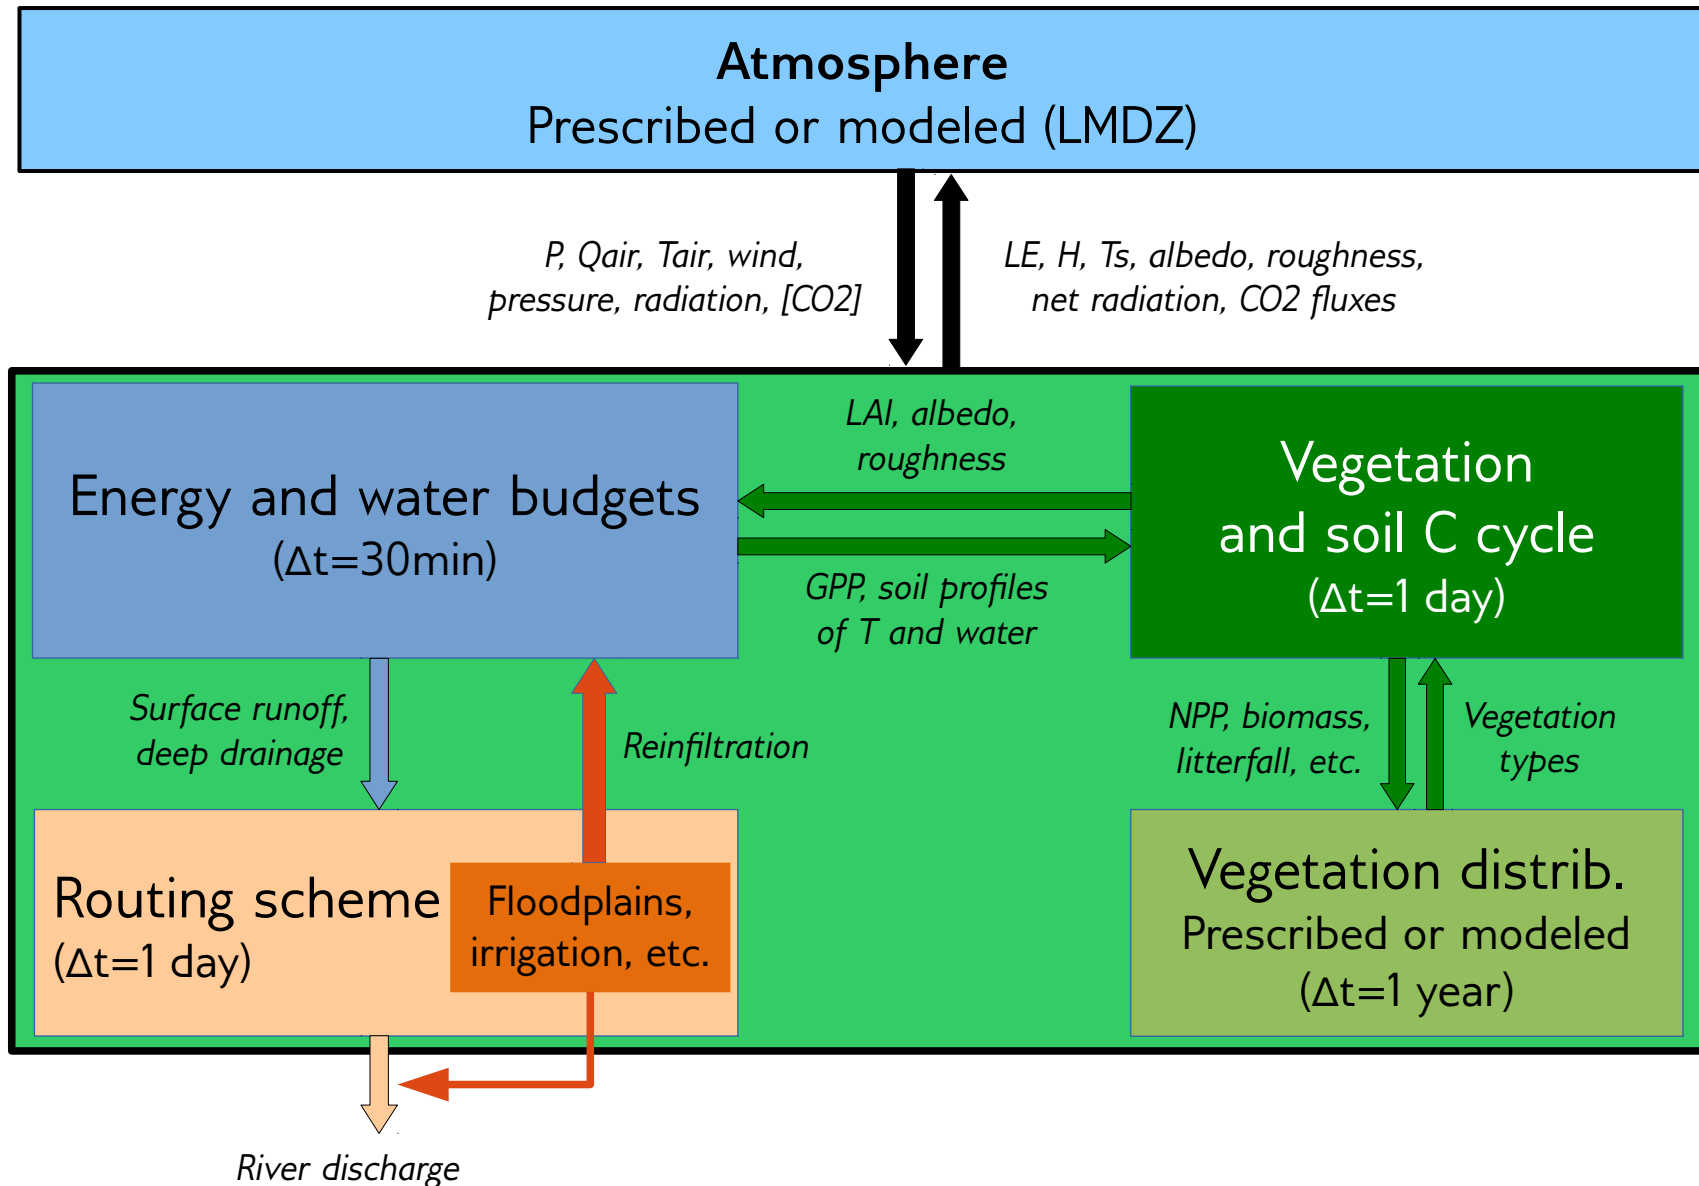 Atmosphere
Prescribed or modeled (LMDZ)
P, Qair, Tair, wind,
pressure, radiation, [CO2]
LE, H, Ts, albedo, roughness,
net radiation, CO2 fluxes
Energy and water budgets
(Δt=30min)
LAI, albedo,
roughness
GPP, soil profiles
of T and water
Vegetation
and soil C cycle
(Δt=1 day)
Surface runoff,
deep drainage
Reinfiltration
NPP, biomass,
litterfall, etc.
Vegetation
types
Routing scheme
(Δt=1 day)
Floodplains,
irrigation, etc.
Vegetation distrib.
Prescribed or modeled
(Δt=1 year)
River discharge